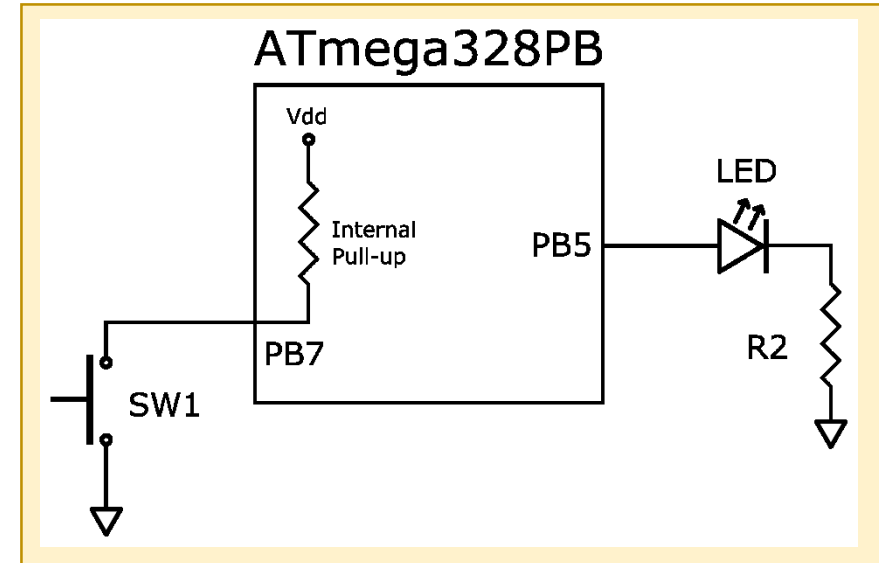 ATmega328PB
Vdd
LED
Internal
Pull-up
PB5
PB7
R2
SW1